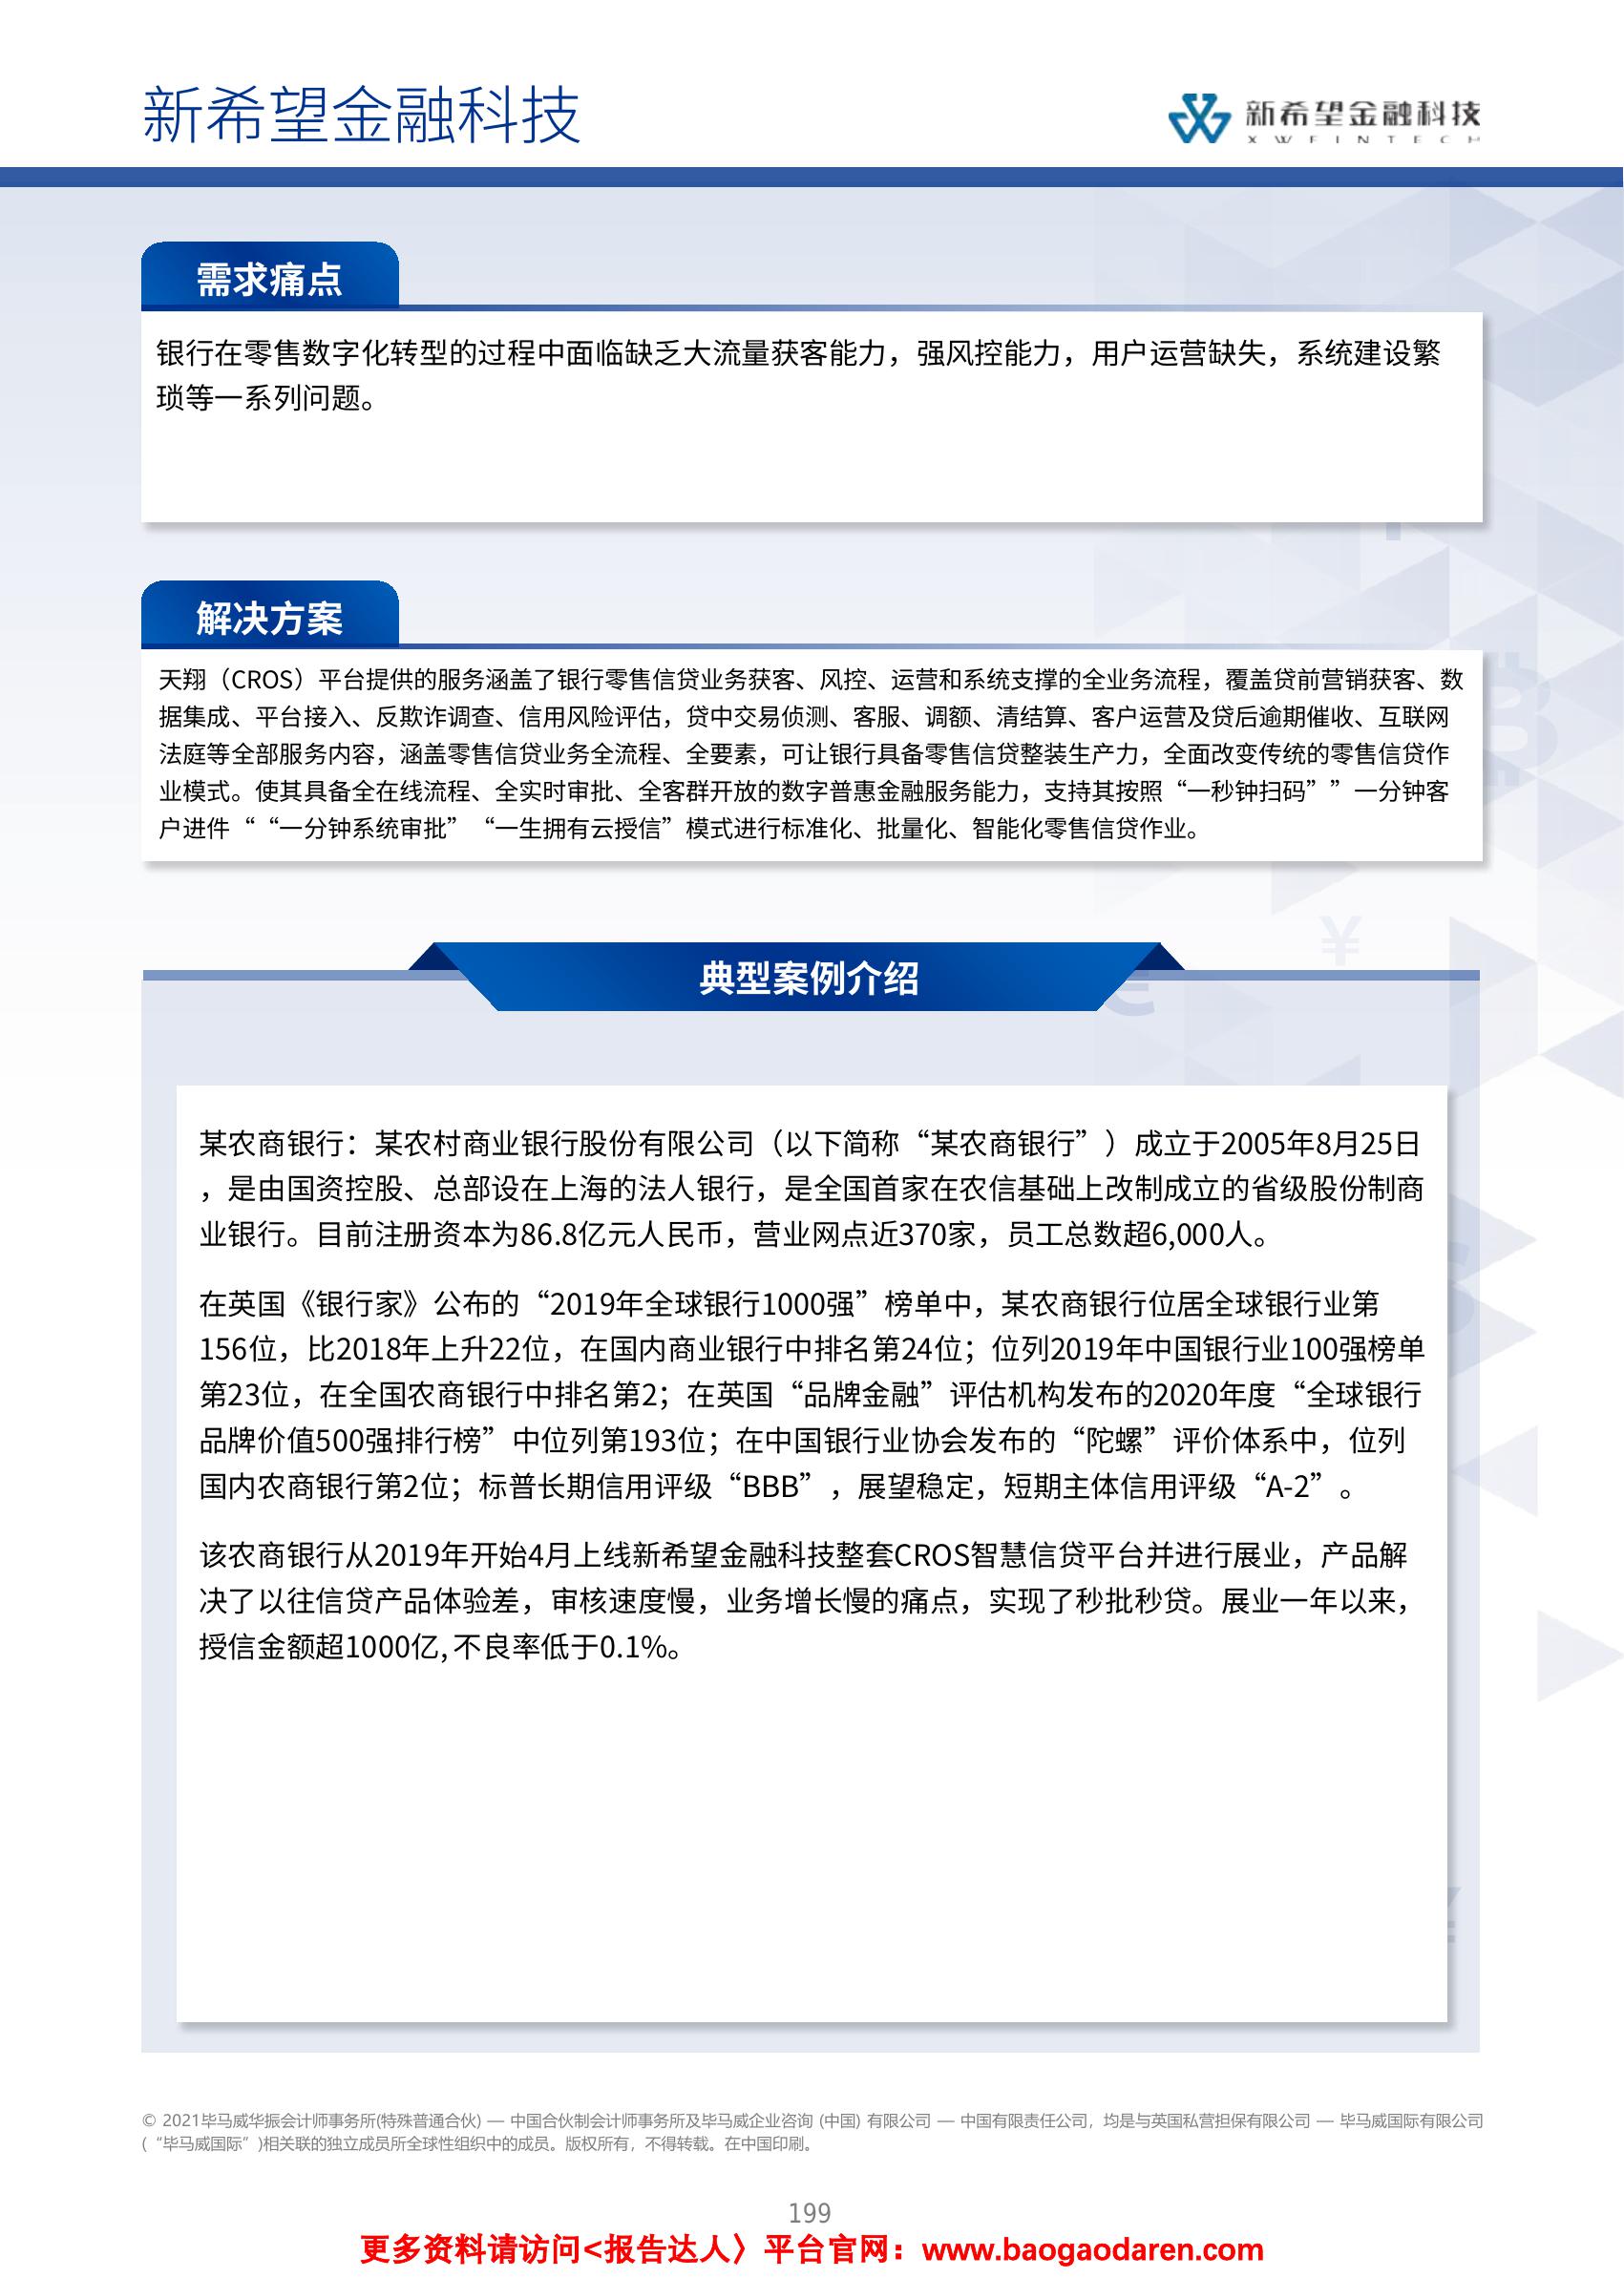 新希望金融科技
新希望金融科技
XWFINTECH
需求痛点
银行在零售数字化转型的过程中面临缺乏大流量获客能力，强风控能力，用户运营缺失，系统建设繁
琐等一系列问题。
解决方案
天翔（CROS）平台提供的服务涵盖了银行零售信贷业务获客、风控、运营和系统支撑的全业务流程，覆盖贷前营销获客、数
据集成、平台接入、反欺诈调查、信用风险评估，贷中交易侦测、客服、调额、清结算、客户运营及贷后逾期催收、互联网
法庭等全部服务内容，涵盖零售信贷业务全流程、全要素，可让银行具备零售信贷整装生产力，全面改变传统的零售信贷作
业模式。使其具备全在线流程、全实时审批、全客群开放的数字普惠金融服务能力，支持其按照“一秒钟扫码””一分钟客
户进件““一分钟系统审批”“一生拥有云授信”模式进行标准化、批量化、智能化零售信贷作业。
典型案例介绍
某农商银行：某农村商业银行股份有限公司（以下简称“某农商银行”）成立于2005年8月25日
，是由国资控股、总部设在上海的法人银行，是全国首家在农信基础上改制成立的省级股份制商
业银行。目前注册资本为86.8亿元人民币，营业网点近370家，员工总数超6,000人。
在英国《银行家》公布的“2019年全球银行1000强”榜单中，某农商银行位居全球银行业第
156位，比2018年上升22位，在国内商业银行中排名第24位；位列2019年中国银行业100强榜单
第23位，在全国农商银行中排名第2；在英国“品牌金融”评估机构发布的2020年度“全球银行
品牌价值500强排行榜”中位列第193位；在中国银行业协会发布的“陀螺”评价体系中，位列
国内农商银行第2位；标普长期信用评级“BBB”，展望稳定，短期主体信用评级“A-2”。
该农商银行从2019年开始4月上线新希望金融科技整套CROS智慧信贷平台并进行展业，产品解
决了以往信贷产品体验差，审核速度慢，业务增长慢的痛点，实现了秒批秒贷。展业一年以来，
授信金额超1000亿,不良率低于0.1%。
© 2021毕马威华振会计师事务所(特殊普通合伙) — 中国合伙制会计师事务所及毕马威企业咨询 (中国) 有限公司 — 中国有限责任公司，均是与英国私营担保有限公司 — 毕马威国际有限公司
(“毕马威国际”)相关联的独立成员所全球性组织中的成员。版权所有，不得转载。在中国印刷。
199
更多资料请访问<报告达人〉平台官网：www.baogaodaren.com